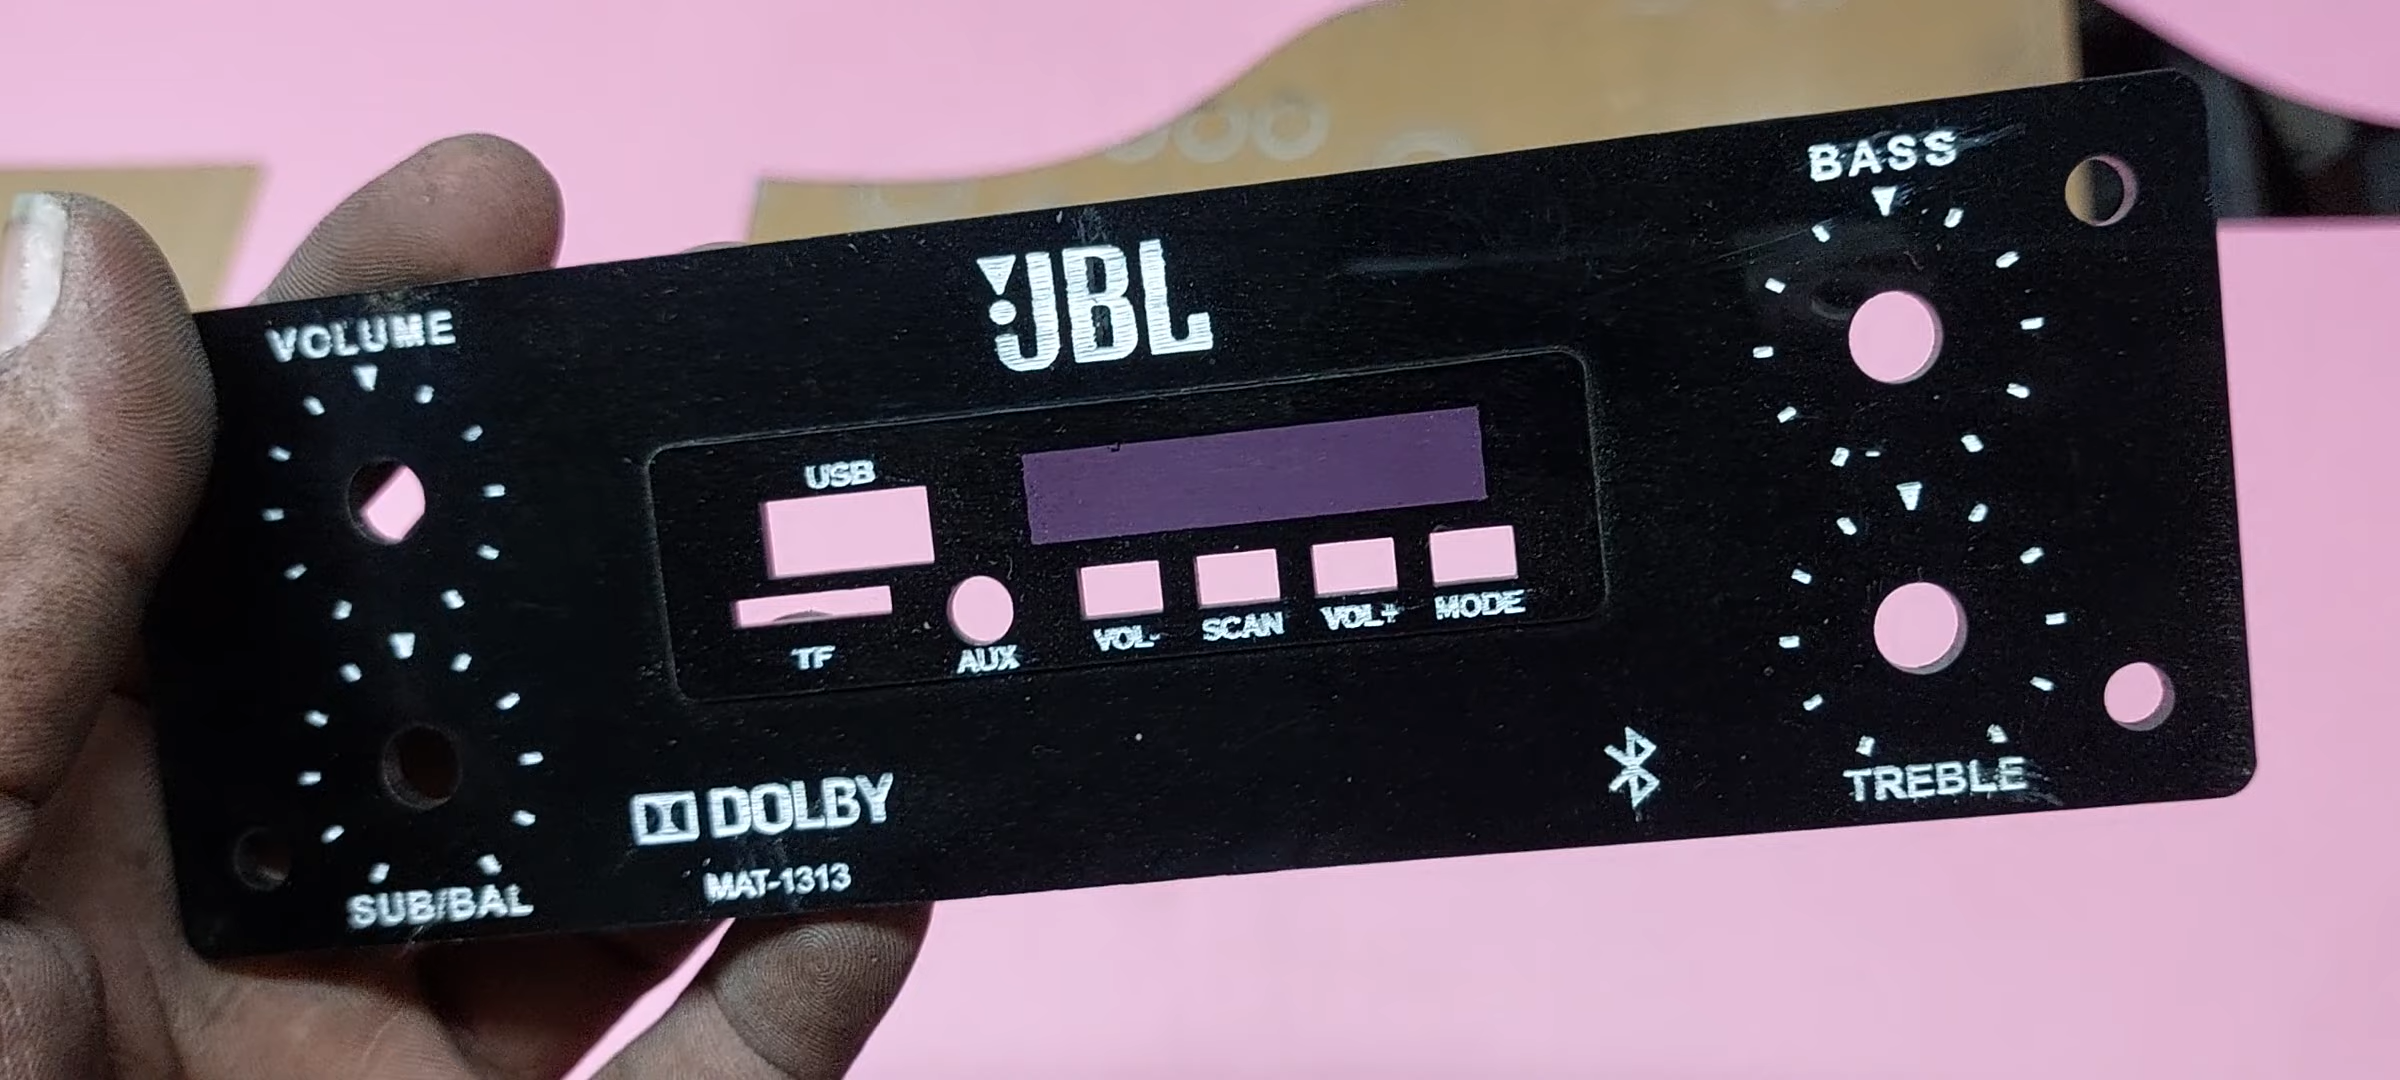 BASS
VOLUME
JBL
USB
TF
AUX
VOL-
SCAN
VOL+
MODE
DOLBY
MAT-1313
SUB/BAL
TREBLE